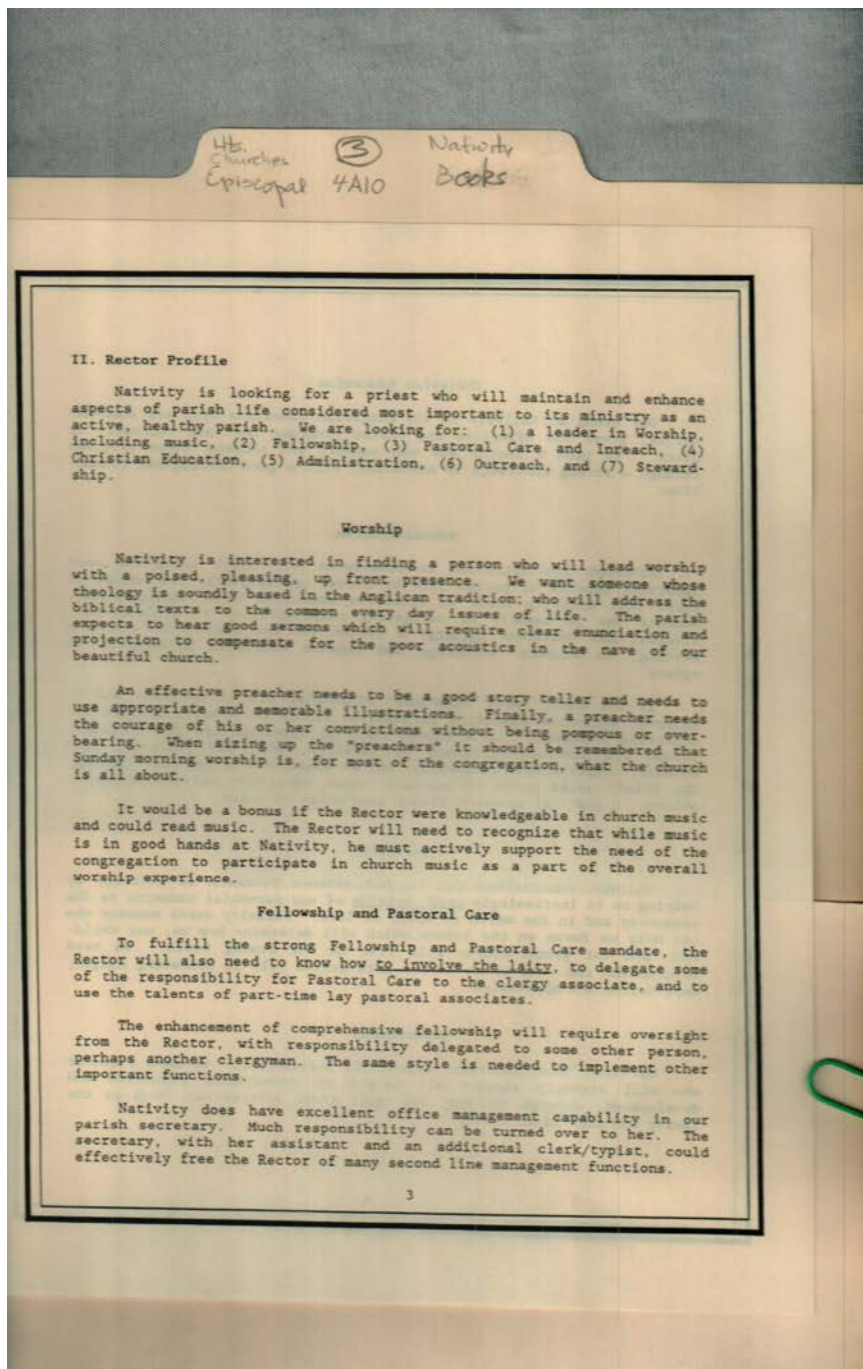 Hts. Churches Episcopal
③ 4A10
Nativity Books
II. Rector Profile
Nativity is looking for a priest who will maintain and enhance
aspects of parish life considered most important to its ministry as an
active, healthy parish. We are looking for: (1) a leader in Worship,
including music, (2) Fellowship, (3) Pastoral Care and Inreach, (4)
Christian Education, (5) Administration, (6) Outreach, and (7) Steward-
ship.
Worship
Nativity is interested in finding a person who will lead worship
with a poised, pleasing, up front presence. We want someone whose
theology is soundly based in the Anglican tradition; who will address the
biblical texts to the common every day issues of life. The parish
expects to hear good sermons which will require clear enunciation and
projection to compensate for the poor acoustics in the nave of our
beautiful church.
An effective preacher needs to be a good story teller and needs to
use appropriate and memorable illustrations. Finally, a preacher needs
the courage of his or her convictions without being pompous or over-
bearing. When sizing up the "preachers" it should be remembered that
Sunday morning worship is, for most of the congregation, what the church
is all about.
It would be a bonus if the Rector were knowledgeable in church music
and could read music. The Rector will need to recognize that while music
is in good hands at Nativity, he must actively support the need of the
congregation to participate in church music as a part of the overall
worship experience.
Fellowship and Pastoral Care
To fulfill the strong Fellowship and Pastoral Care mandate, the
Rector will also need to know how to involve the laity, to delegate some
of the responsibility for Pastoral Care to the clergy associate, and to
use the talents of part-time lay pastoral associates.
The enhancement of comprehensive fellowship will require oversight
from the Rector, with responsibility delegated to some other person,
perhaps another clergyman. The same style is needed to implement other
important functions.
Nativity does have excellent office management capability in our
parish secretary. Much responsibility can be turned over to her. The
secretary, with her assistant and an additional clerk/typist, could
effectively free the Rector of many second line management functions.
3